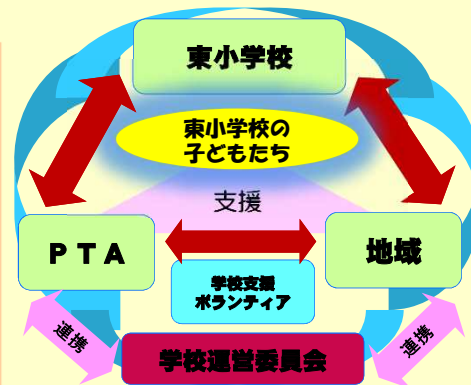 東小学校
東小学校の
子どもたち
支援
ＰＴＡ
地域
学校支援
ボランティア
連携
連携
学校運営委員会